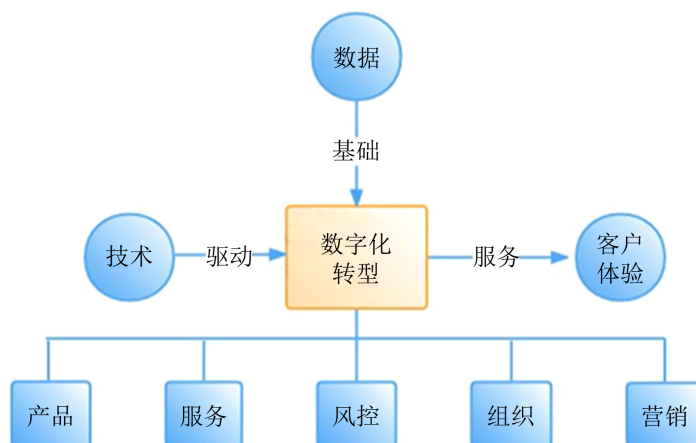 数据
基础
技术
驱动
数字化
转型
服务
客户
体验
产品
服务
风控
组织
营销